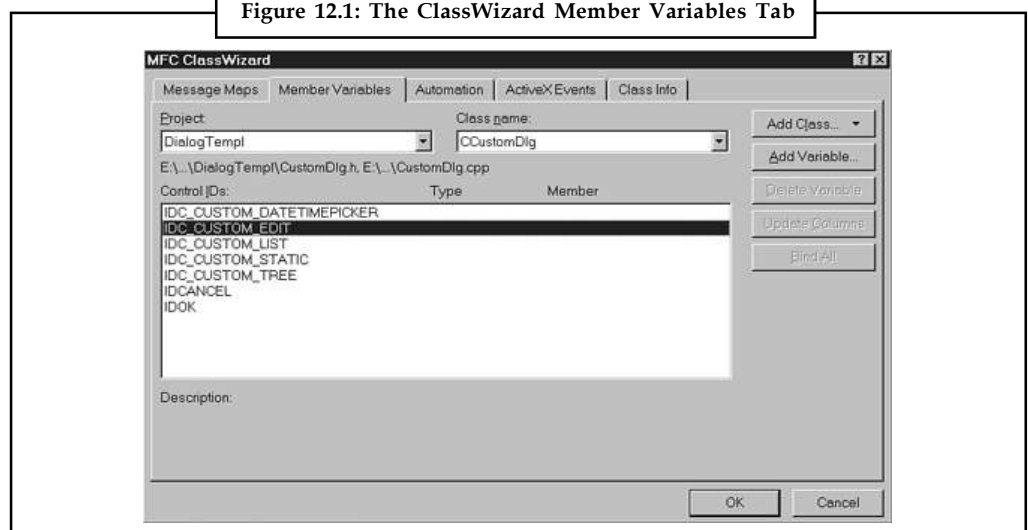 Figure 12.1: The ClassWizard Member Variables Tab
MFC ClassWizard
Message Maps Member Variables Automation ActiveX Events Class Info
Project: Class name:
DialogTempl CCustomDlg
Add Class...
E:\...\DialogTempl\CustomDlg.h, E:\...\CustomDlg.cpp
Add Variable...
Control IDs: Type Member
Delete Variable
IDC_CUSTOM_DATETIMEPICKER
IDC_CUSTOM_EDIT
Update Columns
IDC_CUSTOM_LIST
IDC_CUSTOM_STATIC
Bind All
IDC_CUSTOM_TREE
IDCANCEL
IDOK
Description:
OK Cancel